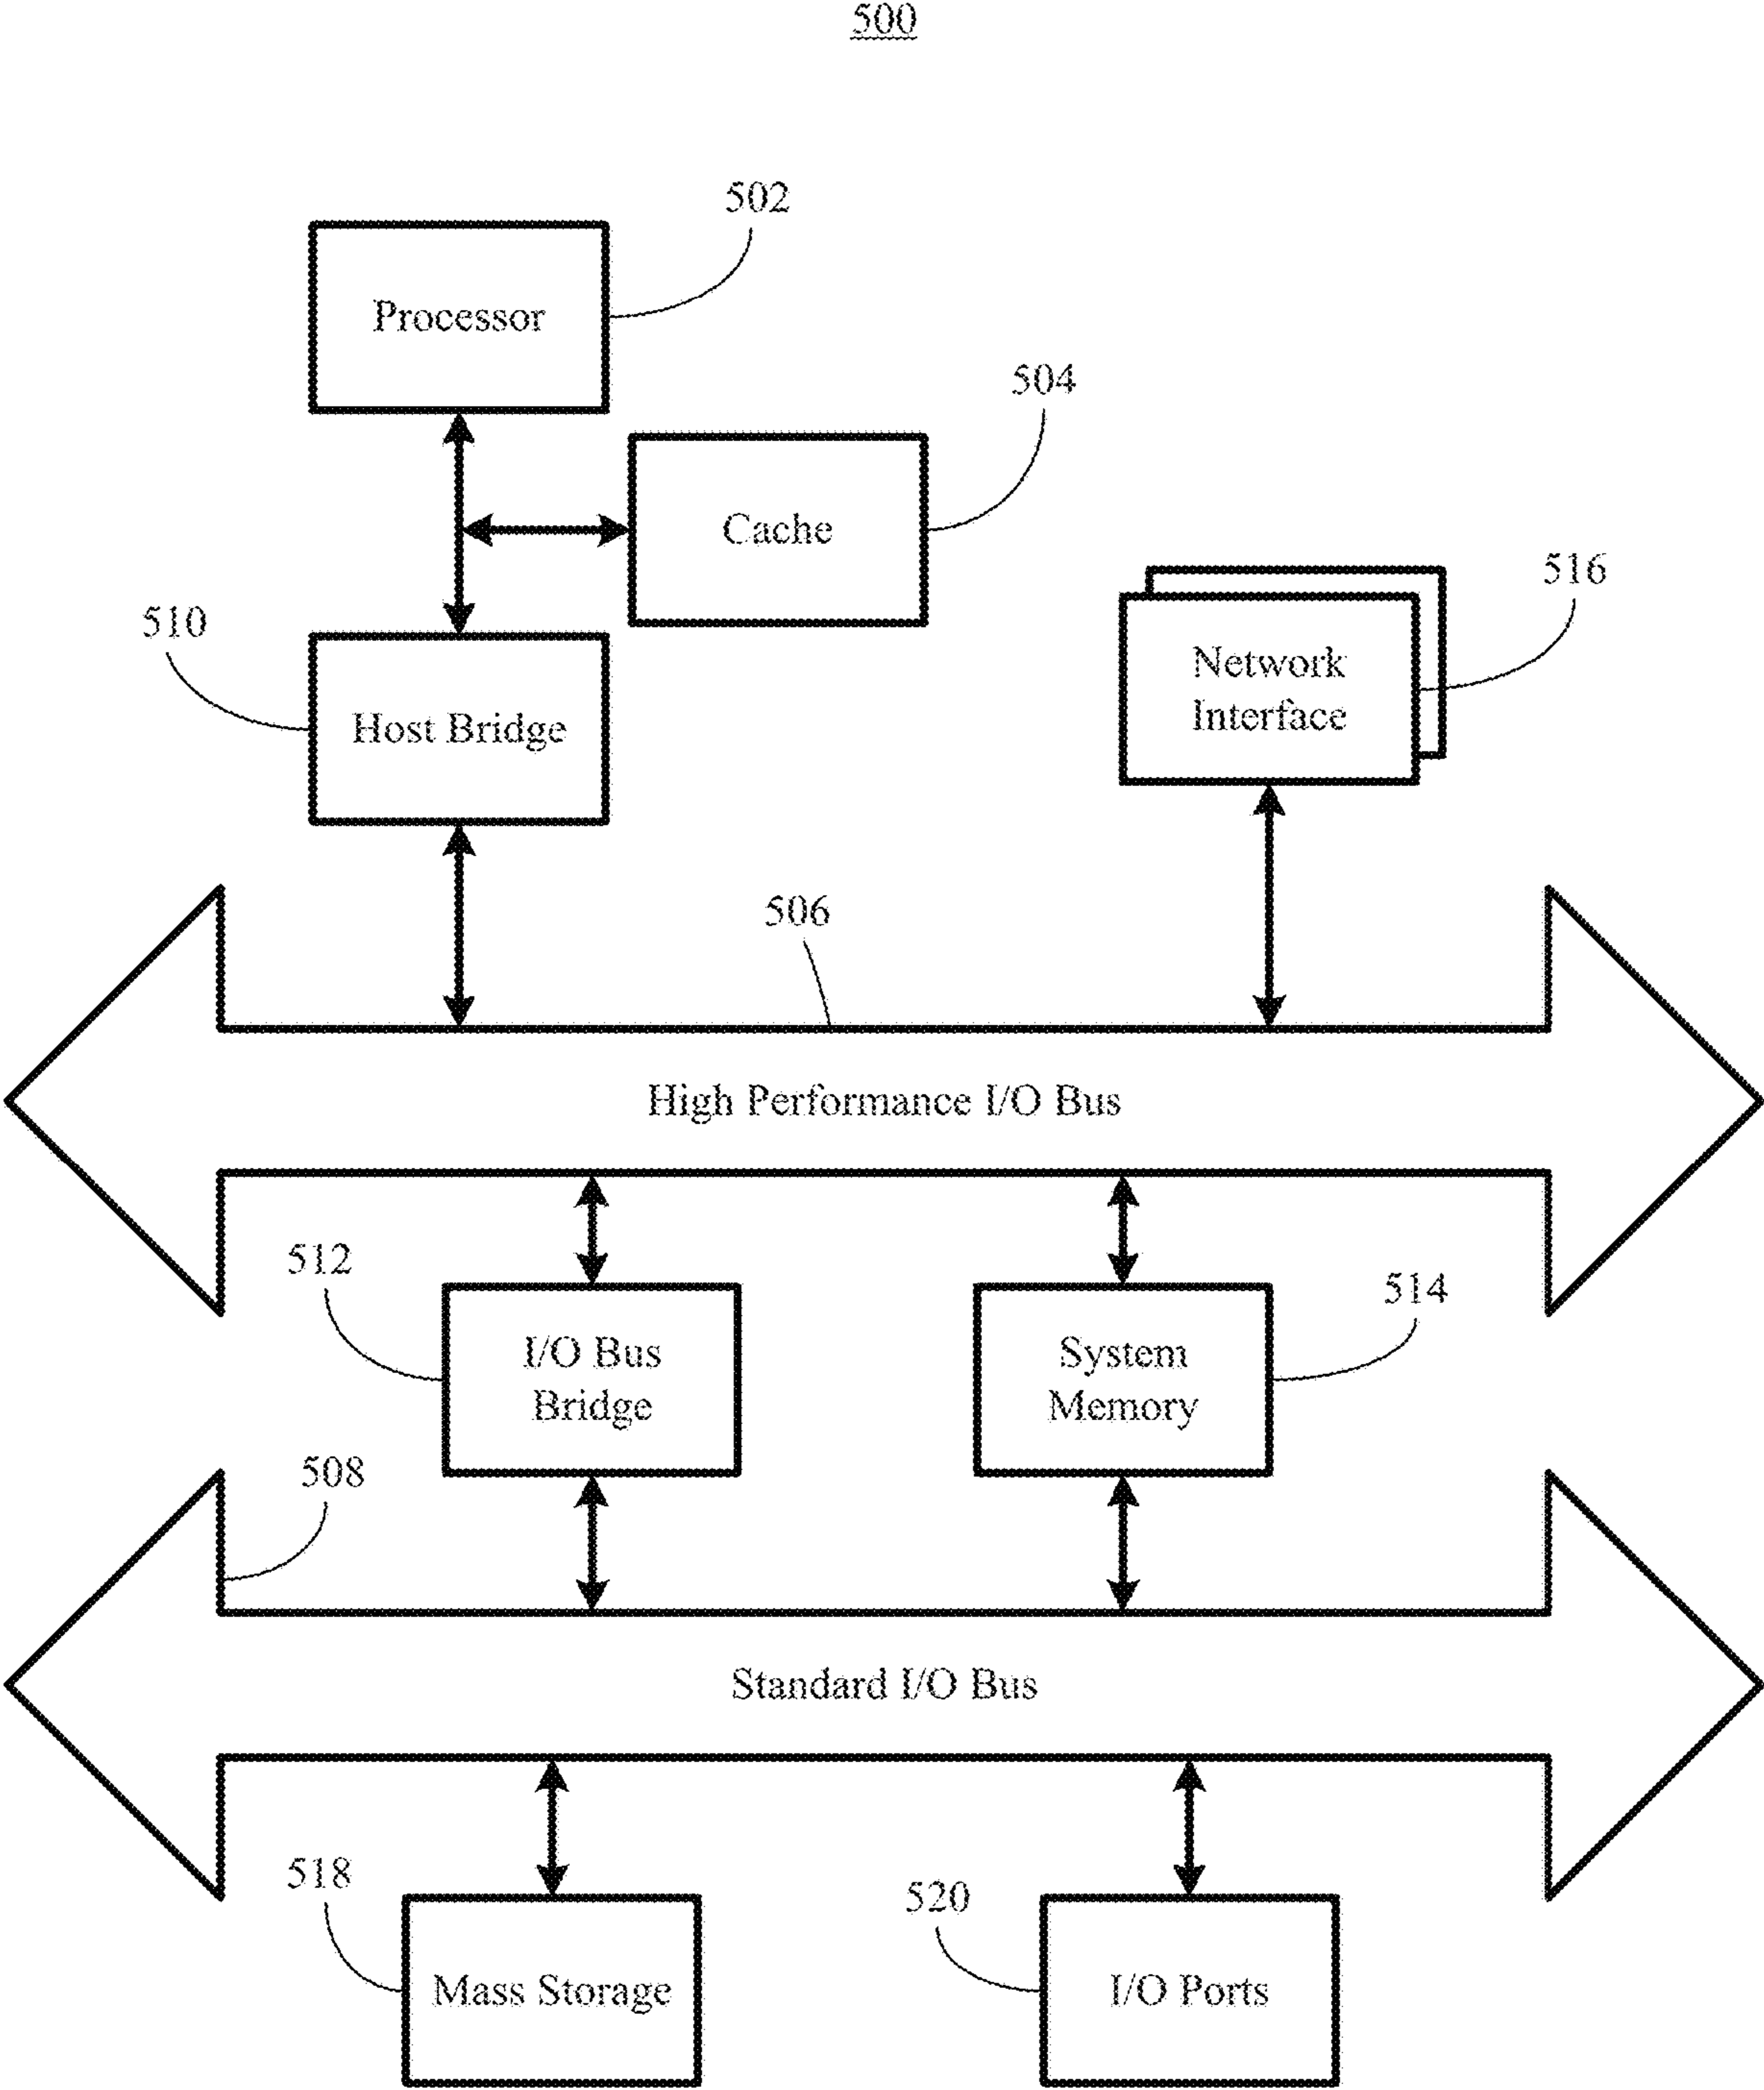 500
502
Processor
504
Cache
516
510
Network
Interface
Host Bridge
506
High Performance I/O Bus
512
514
I/O Bus
Bridge
System
Memory
508
Standard I/O Bus
518
520
Mass Storage
I/O Ports